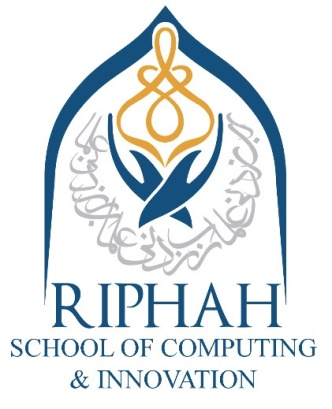 RIPHAH
SCHOOL OF COMPUTING
& INNOVATION